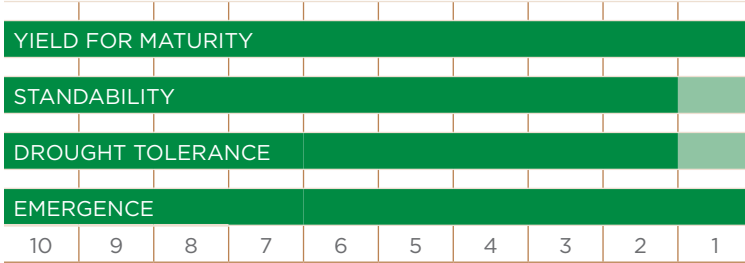 YIELD FOR MATURITY
STANDABILITY
DROUGHT TOLERANCE
EMERGENCE
10 9 8 7 6 5 4 3 2 1